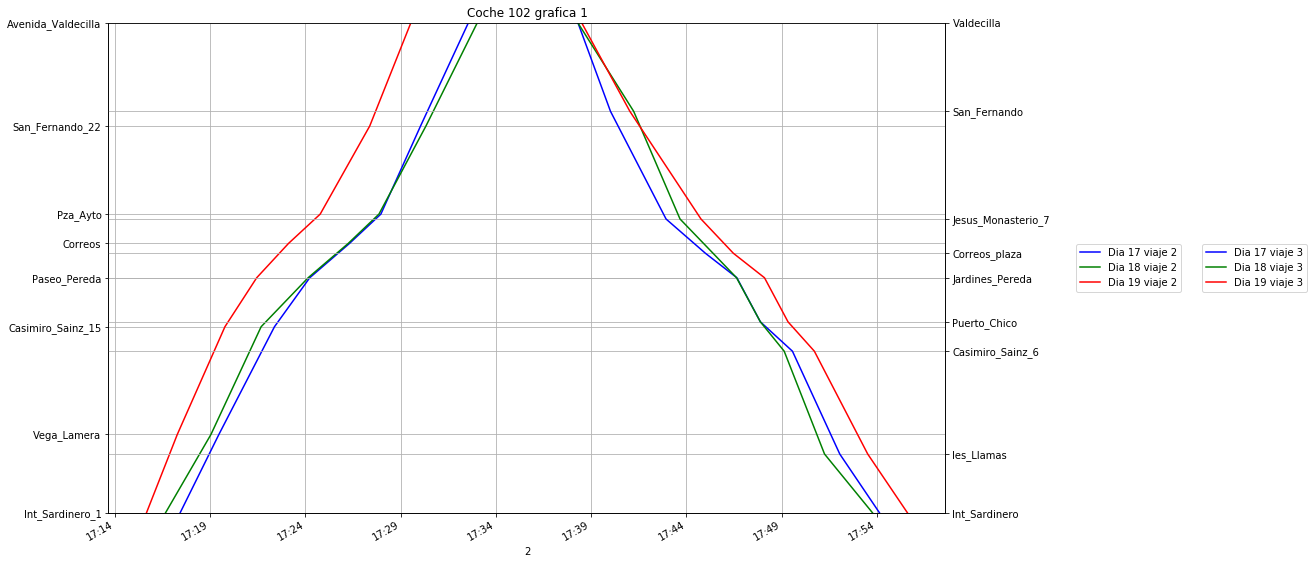 Coche 102 grafica 1
Avenida_Valdecilla
San_Fernando_22
Pza_Ayto
Correos
Paseo_Pereda
Casimiro_Sainz_15
Vega_Lamera
Int_Sardinero_1
Valdecilla
San_Fernando
Jesus_Monasterio_7
Correos_plaza
Jardines_Pereda
Puerto_Chico
Casimiro_Sainz_6
Ies_Llamas
Int_Sardinero
17:14
17:19
17:24
17:29
17:34
17:39
17:44
17:49
17:54
2
Dia 17 viaje 2
Dia 18 viaje 2
Dia 19 viaje 2
Dia 17 viaje 3
Dia 18 viaje 3
Dia 19 viaje 3